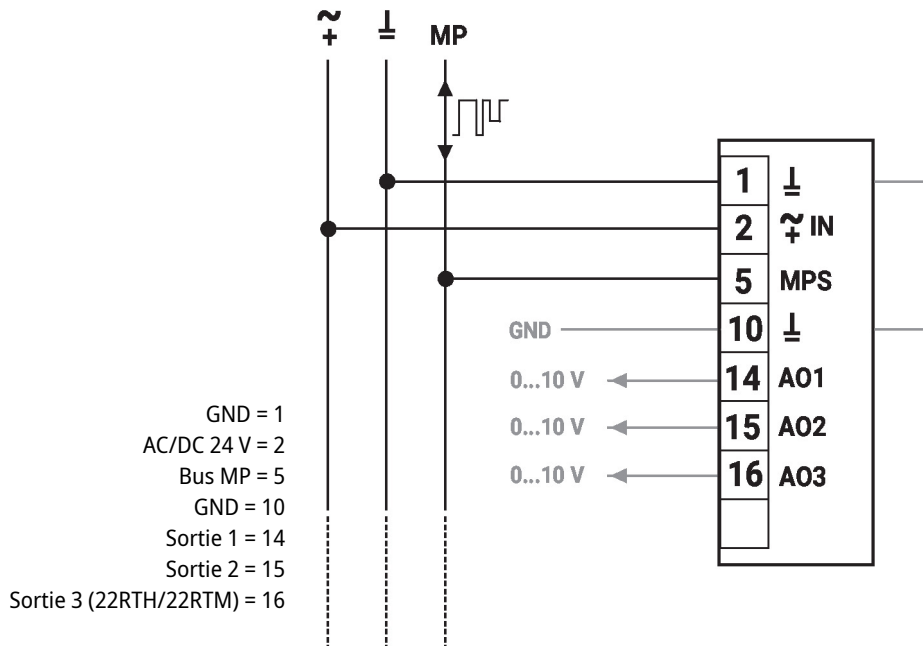 ~
+ ⊥ MP
1 ⊥
2 ~+ IN
5 MPS
GND 10 ⊥
0...10 V 14 AO1
0...10 V 15 AO2
0...10 V 16 AO3
GND = 1
AC/DC 24 V = 2
Bus MP = 5
GND = 10
Sortie 1 = 14
Sortie 2 = 15
Sortie 3 (22RTH/22RTM) = 16